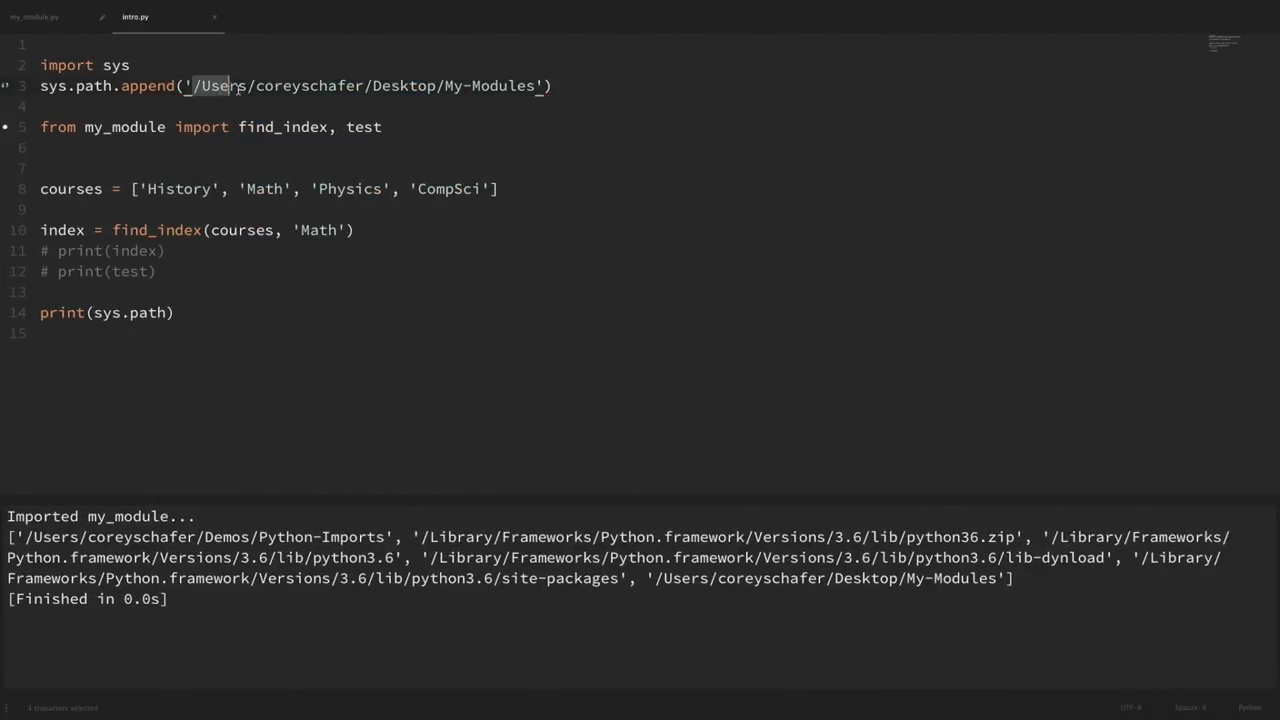 my_module.py intro.py ×
1
2 import sys
3 sys.path.append('/Users/coreyschafer/Desktop/My-Modules')
4
5 from my_module import find_index, test
6
7
8 courses = ['History', 'Math', 'Physics', 'CompSci']
9
10 index = find_index(courses, 'Math')
11 # print(index)
12 # print(test)
13
14 print(sys.path)
15
Imported my_module...
['/Users/coreyschafer/Demos/Python-Imports', '/Library/Frameworks/Python.framework/Versions/3.6/lib/python36.zip', '/Library/Frameworks/
Python.framework/Versions/3.6/lib/python3.6', '/Library/Frameworks/Python.framework/Versions/3.6/lib/python3.6/lib-dynload', '/Library/
Frameworks/Python.framework/Versions/3.6/lib/python3.6/site-packages', '/Users/coreyschafer/Desktop/My-Modules']
[Finished in 0.0s]
4 characters selected UTF-8 Spaces: 4 Python